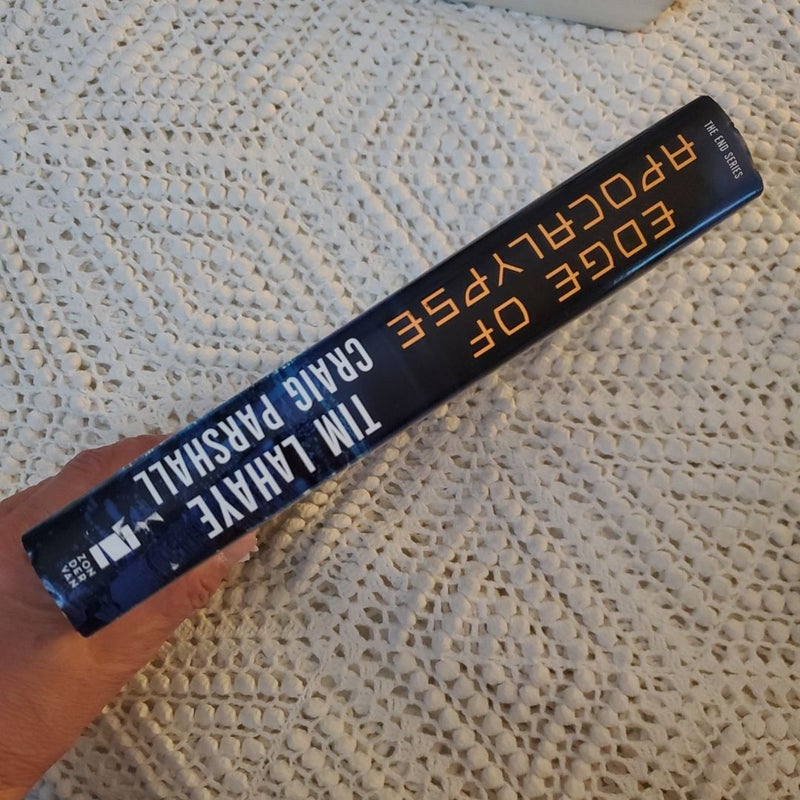 THE END SERIES
EDGE OF
APOCALYPSE
TIM LAHAYE
CRAIG PARSHALL
ZON
DER
VAN